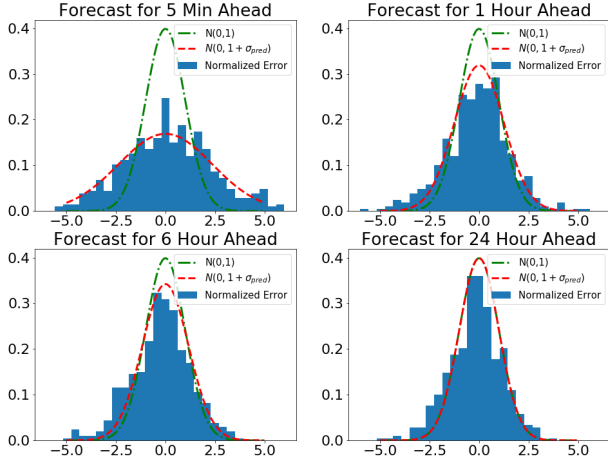 Forecast for 5 Min Ahead
0.4
0.3
0.2
0.1
0.0
−5.0 −2.5 0.0 2.5 5.0
N(0,1)
N(0, 1 + σpred)
Normalized Error
Forecast for 1 Hour Ahead
0.4
0.3
0.2
0.1
0.0
−5.0 −2.5 0.0 2.5 5.0
N(0,1)
N(0, 1 + σpred)
Normalized Error
Forecast for 6 Hour Ahead
0.4
0.3
0.2
0.1
0.0
−5.0 −2.5 0.0 2.5 5.0
N(0,1)
N(0, 1 + σpred)
Normalized Error
Forecast for 24 Hour Ahead
0.4
0.3
0.2
0.1
0.0
−5.0 −2.5 0.0 2.5 5.0
N(0,1)
N(0, 1 + σpred)
Normalized Error